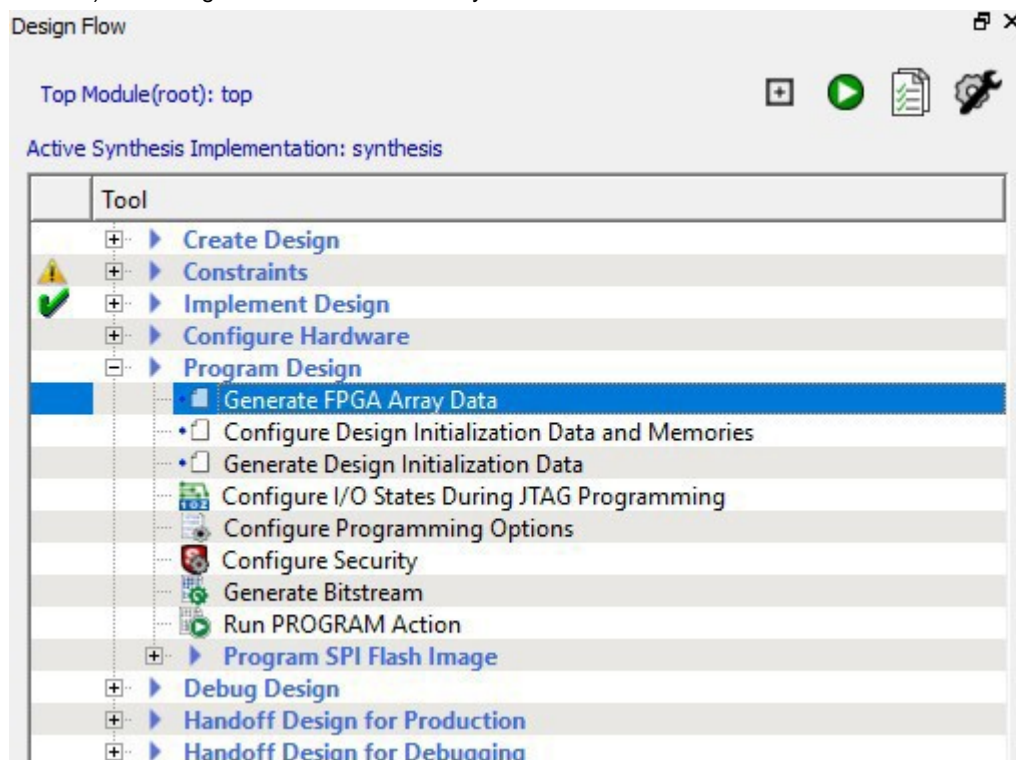 Design Flow
Top Module(root): top
Active Synthesis Implementation: synthesis
Tool
Create Design
Constraints
Implement Design
Configure Hardware
Program Design
Generate FPGA Array Data
Configure Design Initialization Data and Memories
Generate Design Initialization Data
Configure I/O States During JTAG Programming
Configure Programming Options
Configure Security
Generate Bitstream
Run PROGRAM Action
Program SPI Flash Image
Debug Design
Handoff Design for Production
Handoff Design for Debugging